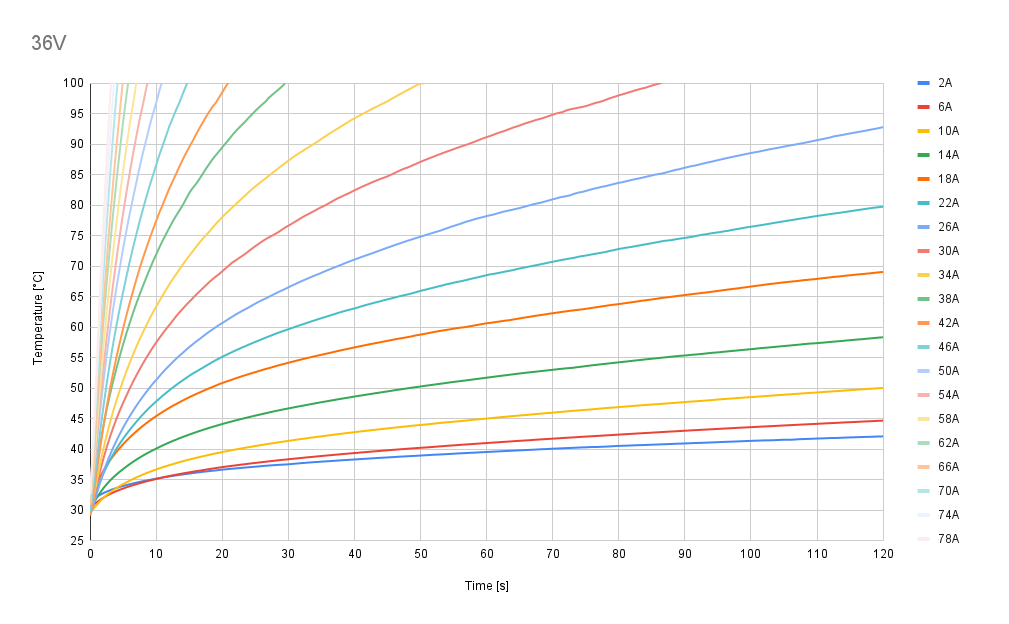 36V
Temperature [°C]
100
95
90
85
80
75
70
65
60
55
50
45
40
35
30
25
0 10 20 30 40 50 60 70 80 90 100 110 120
Time [s]
2A
6A
10A
14A
18A
22A
26A
30A
34A
38A
42A
46A
50A
54A
58A
62A
66A
70A
74A
78A